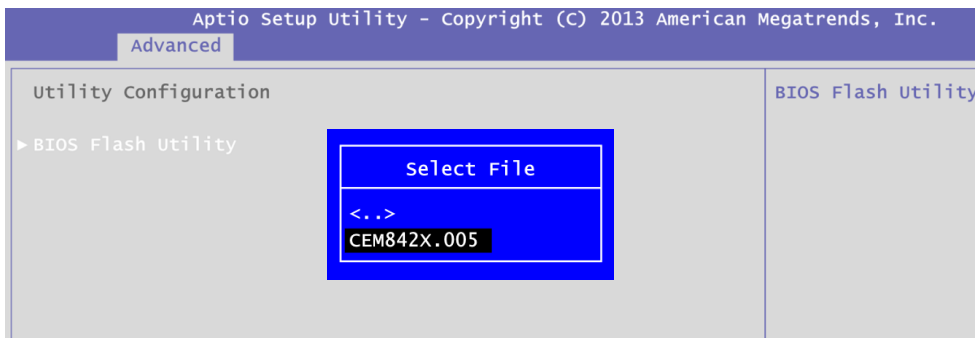 Aptio Setup Utility - Copyright (C) 2013 American Megatrends, Inc.
Advanced
Utility Configuration
BIOS Flash Utility
►BIOS Flash Utility
Select File
<..>
CEM842X.005